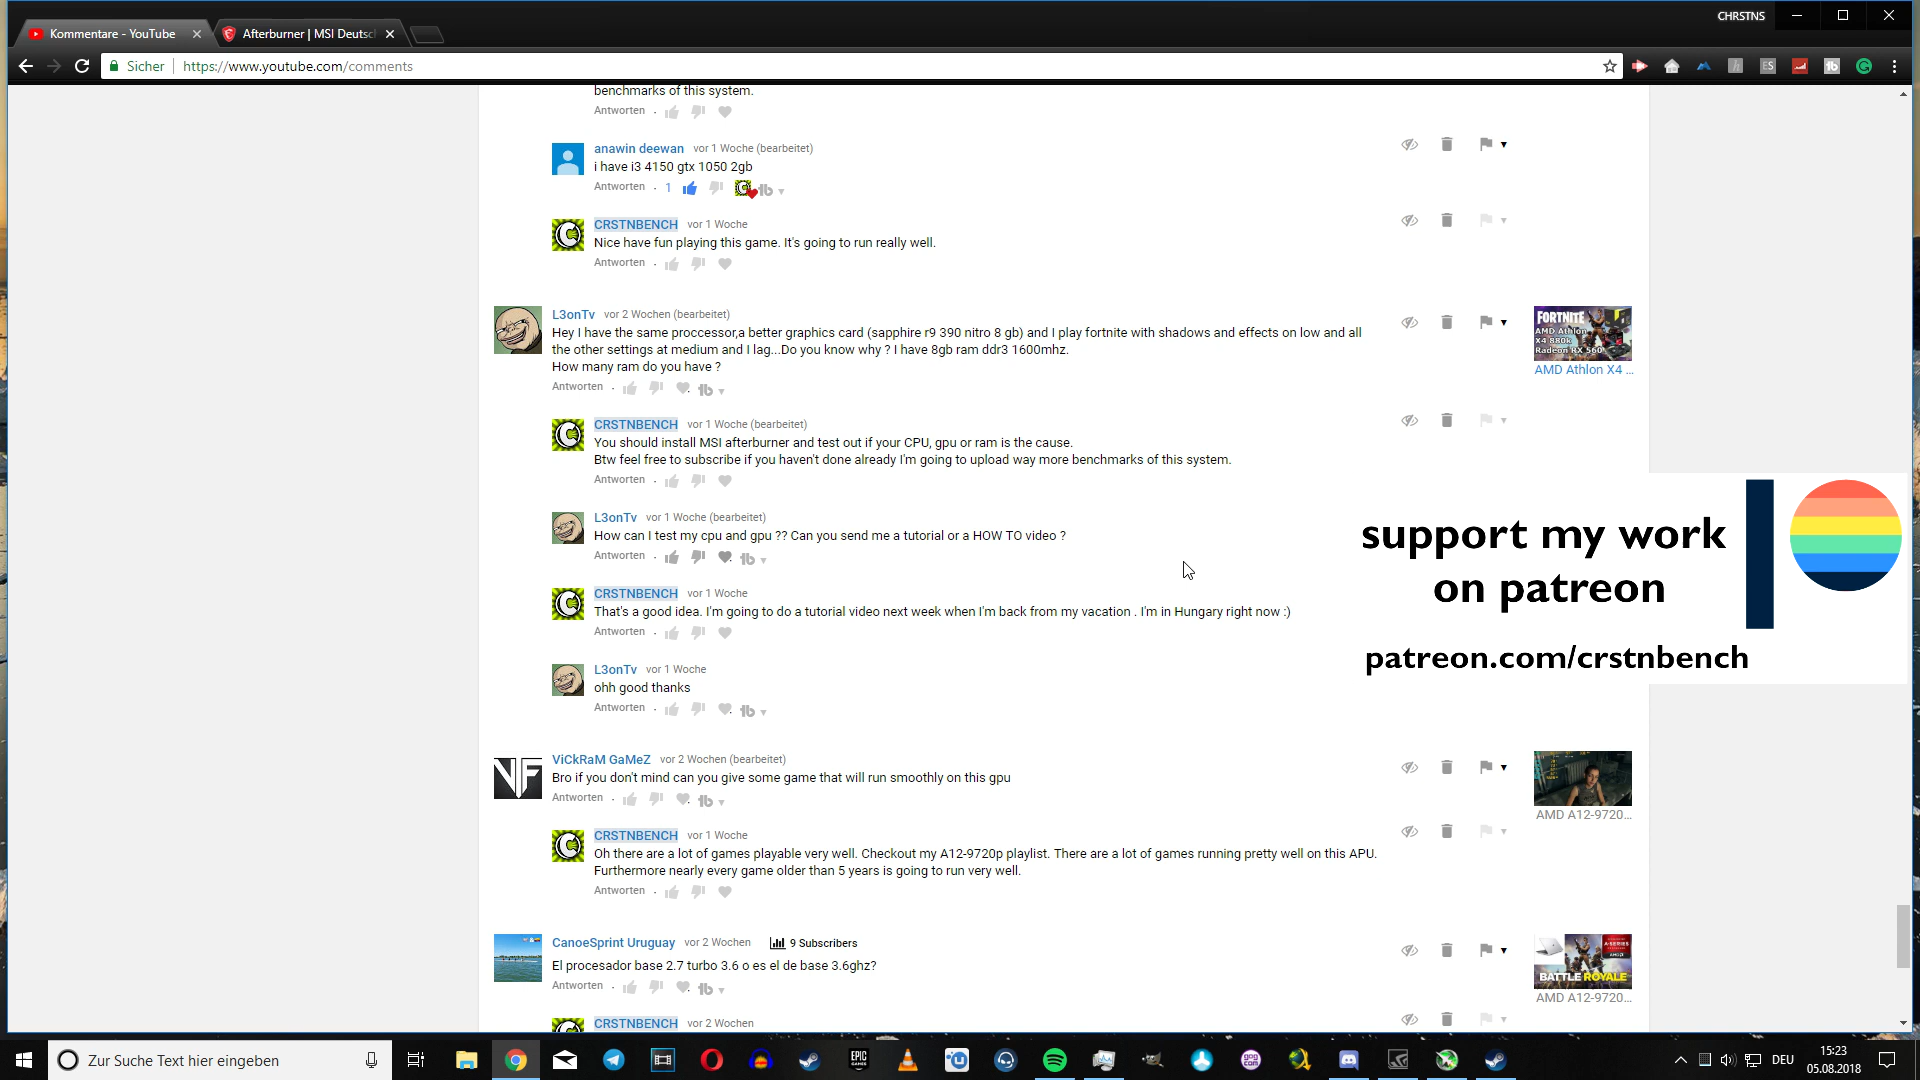 CHRSTNS
Kommentare - YouTube
Afterburner | MSI Deutsc
Sicher
https://www.youtube.com/comments
benchmarks of this system.
Antworten
anawin deewan vor 1 Woche (bearbeitet)
i have i3 4150 gtx 1050 2gb
Antworten · 1
CRSTNBENCH vor 1 Woche
Nice have fun playing this game. It's going to run really well.
Antworten
L3onTv vor 2 Wochen (bearbeitet)
Hey I have the same proccessor,a better graphics card (sapphire r9 390 nitro 8 gb) and I play fortnite with shadows and effects on low and all
the other settings at medium and I lag...Do you know why ? I have 8gb ram ddr3 1600mhz.
How many ram do you have ?
Antworten
FORTNITE
AMD Athlon
X4 880k
Radeon RX 560
AMD Athlon X4 ...
CRSTNBENCH vor 1 Woche (bearbeitet)
You should install MSI afterburner and test out if your CPU, gpu or ram is the cause.
Btw feel free to subscribe if you haven't done already I'm going to upload way more benchmarks of this system.
Antworten
L3onTv vor 1 Woche (bearbeitet)
How can I test my cpu and gpu ?? Can you send me a tutorial or a HOW TO video ?
Antworten
CRSTNBENCH vor 1 Woche
That's a good idea. I'm going to do a tutorial video next week when I'm back from my vacation . I'm in Hungary right now :)
Antworten
support my work
on patreon
patreon.com/crstnbench
L3onTv vor 1 Woche
ohh good thanks
Antworten
ViCkRaM GaMeZ vor 2 Wochen (bearbeitet)
Bro if you don't mind can you give some game that will run smoothly on this gpu
Antworten
AMD A12-9720...
CRSTNBENCH vor 1 Woche
Oh there are a lot of games playable very well. Checkout my A12-9720p playlist. There are a lot of games running pretty well on this APU.
Furthermore nearly every game older than 5 years is going to run very well.
Antworten
CanoeSprint Uruguay vor 2 Wochen 9 Subscribers
El procesador base 2.7 turbo 3.6 o es el de base 3.6ghz?
Antworten
BATTLE ROYALE
AMD A12-9720...
CRSTNBENCH vor 2 Wochen
Zur Suche Text hier eingeben
DEU
15:23
05.08.2018